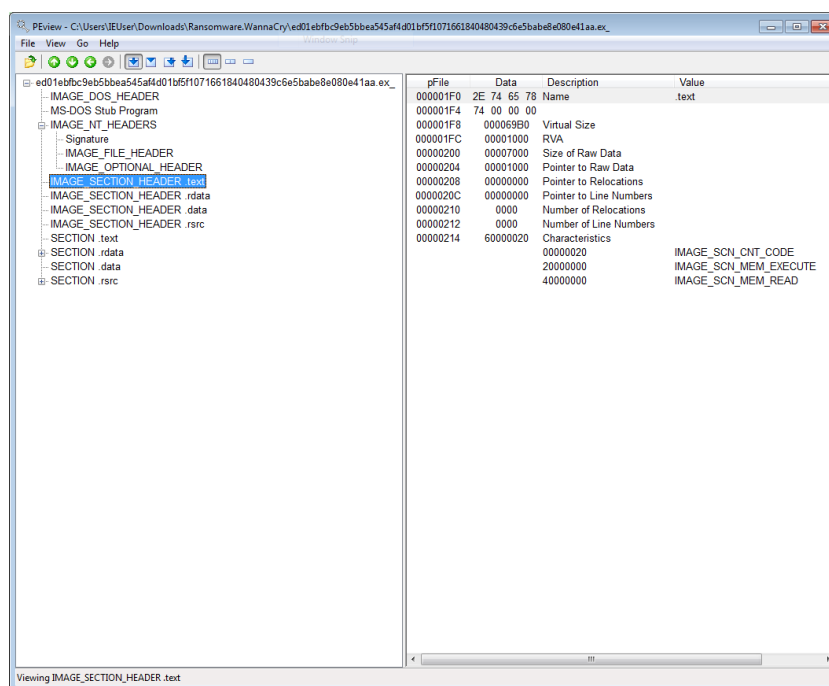 PEview - C:\Users\IEUser\Downloads\Ransomware.WannaCry\ed01ebfbc9eb5bbea545af4d01bf5f1071661840480439c6e5babe8e080e41aa.ex_
File View Go Help
Window Snip
ed01ebfbc9eb5bbea545af4d01bf5f1071661840480439c6e5babe8e080e41aa.ex_
IMAGE_DOS_HEADER
MS-DOS Stub Program
IMAGE_NT_HEADERS
Signature
IMAGE_FILE_HEADER
IMAGE_OPTIONAL_HEADER
IMAGE_SECTION_HEADER .text
IMAGE_SECTION_HEADER .rdata
IMAGE_SECTION_HEADER .data
IMAGE_SECTION_HEADER .rsrc
SECTION .text
SECTION .rdata
SECTION .data
SECTION .rsrc
pFile Data Description Value
000001F0 2E 74 65 78 Name .text
000001F4 74 00 00 00
000001F8 000069B0 Virtual Size
000001FC 00001000 RVA
00000200 00007000 Size of Raw Data
00000204 00001000 Pointer to Raw Data
00000208 00000000 Pointer to Relocations
0000020C 00000000 Pointer to Line Numbers
00000210 0000 Number of Relocations
00000212 0000 Number of Line Numbers
00000214 60000020 Characteristics
00000020 IMAGE_SCN_CNT_CODE
20000000 IMAGE_SCN_MEM_EXECUTE
40000000 IMAGE_SCN_MEM_READ
Viewing IMAGE_SECTION_HEADER .text